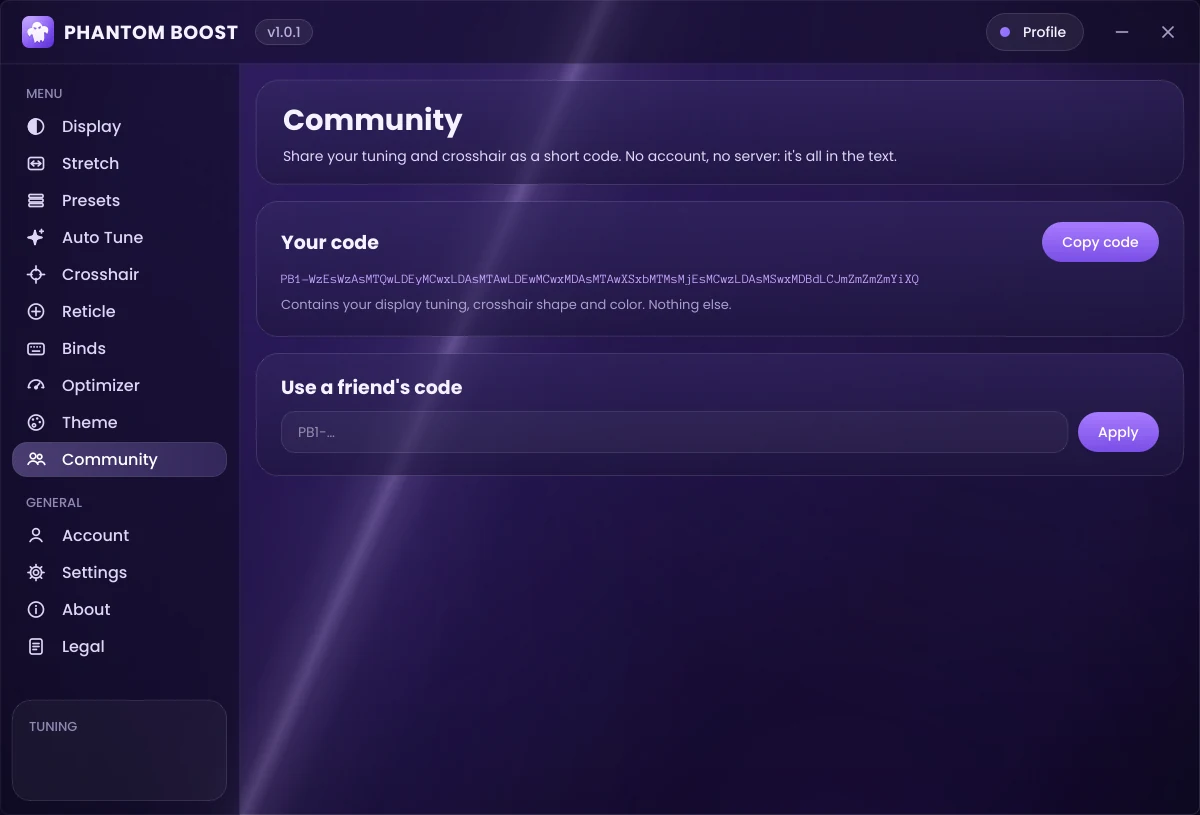 PHANTOM BOOST
v1.0.1
Profile
MENU
Display
Stretch
Presets
Auto Tune
Crosshair
Reticle
Binds
Optimizer
Theme
Community
GENERAL
Account
Settings
About
Legal
TUNING
Community
Share your tuning and crosshair as a short code. No account, no server: it's all in the text.
Your code
Copy code
PB1-WzEsWzAsMTQwLDEyMCwxLDAsMTAwLDEwMCwxMDAsMTAwXSxbMTMsMjEsMCwzLDAsMSwxMDBdLCJmZmZmZmYiXQ
Contains your display tuning, crosshair shape and color. Nothing else.
Use a friend's code
PB1-…
Apply